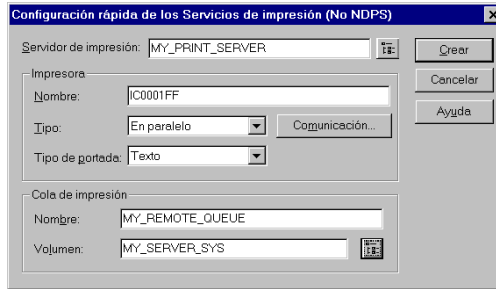 Configuración rápida de los Servicios de impresión (No NDPS)
Servidor de impresión: MY_PRINT_SERVER
Crear
Impresora
Cancelar
Nombre: IC0001FF
Ayuda
Tipo: En paralelo Comunicación...
Tipo de portada: Texto
Cola de impresión
Nombre: MY_REMOTE_QUEUE
Volumen: MY_SERVER_SYS